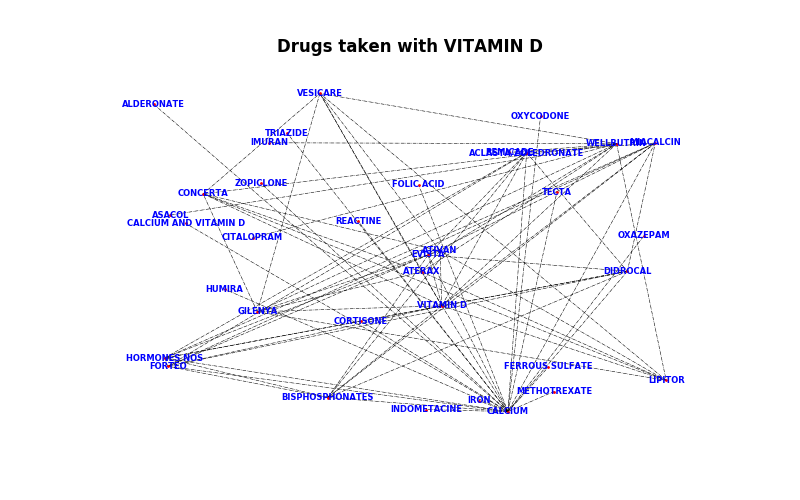 Drugs taken with VITAMIN D
VESICARE
ALDERONATE
OXYCODONE
TRIAZIDE
IMURAN
WELLBUTRIN
MIACALCIN
ACLASTA/ZOLEDRONATE
ZOPICLONE
FOLIC ACID
CONCERTA
TECTA
ASACOL
CALCIUM AND VITAMIN D
REACTINE
CITALOPRAM
OXAZEPAM
ATIVAN
EVISTA
ATERAX
DIDROCAL
HUMIRA
VITAMIN D
GILENYA
CORTISONE
HORMONES NOS
FORTEO
FERROUS SULFATE
LIPITOR
METHOTREXATE
BISPHOSPHONATES
IRON
INDOMETACINE
CALCIUM